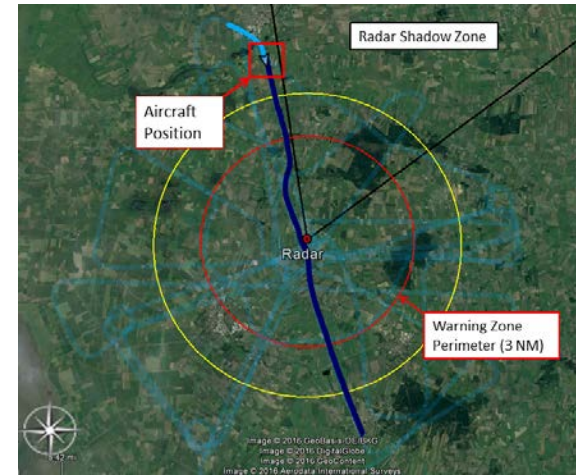 Radar Shadow Zone
Aircraft
Position
Radar
Warning Zone
Perimeter (3 NM)
Image © 2016 GeoBasis-DE/BKG
Image © 2016 DigitalGlobe
Image © 2016 GeoContent
Image © 2016 Aerodata International Surveys